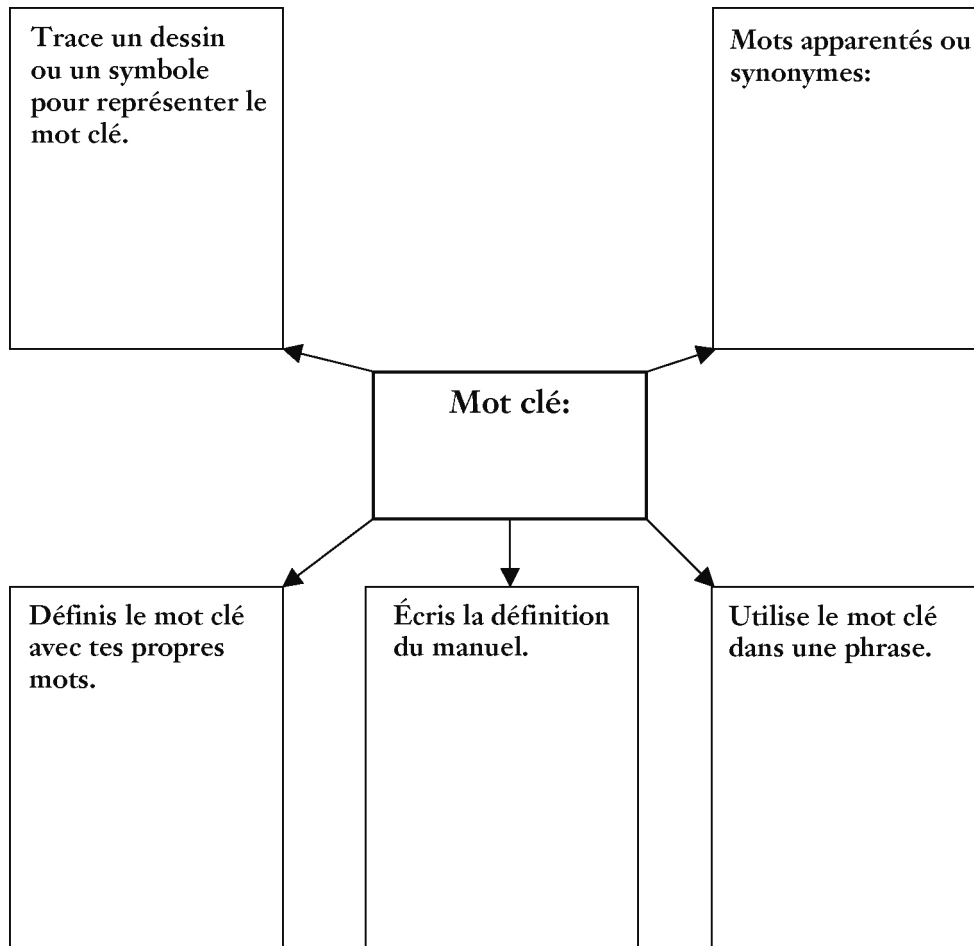 Trace un dessin
ou un symbole
pour représenter le
mot clé.
Mots apparentés ou
synonymes:
Mot clé:
Définis le mot clé
avec tes propres
mots.
Écris la définition
du manuel.
Utilise le mot clé
dans une phrase.